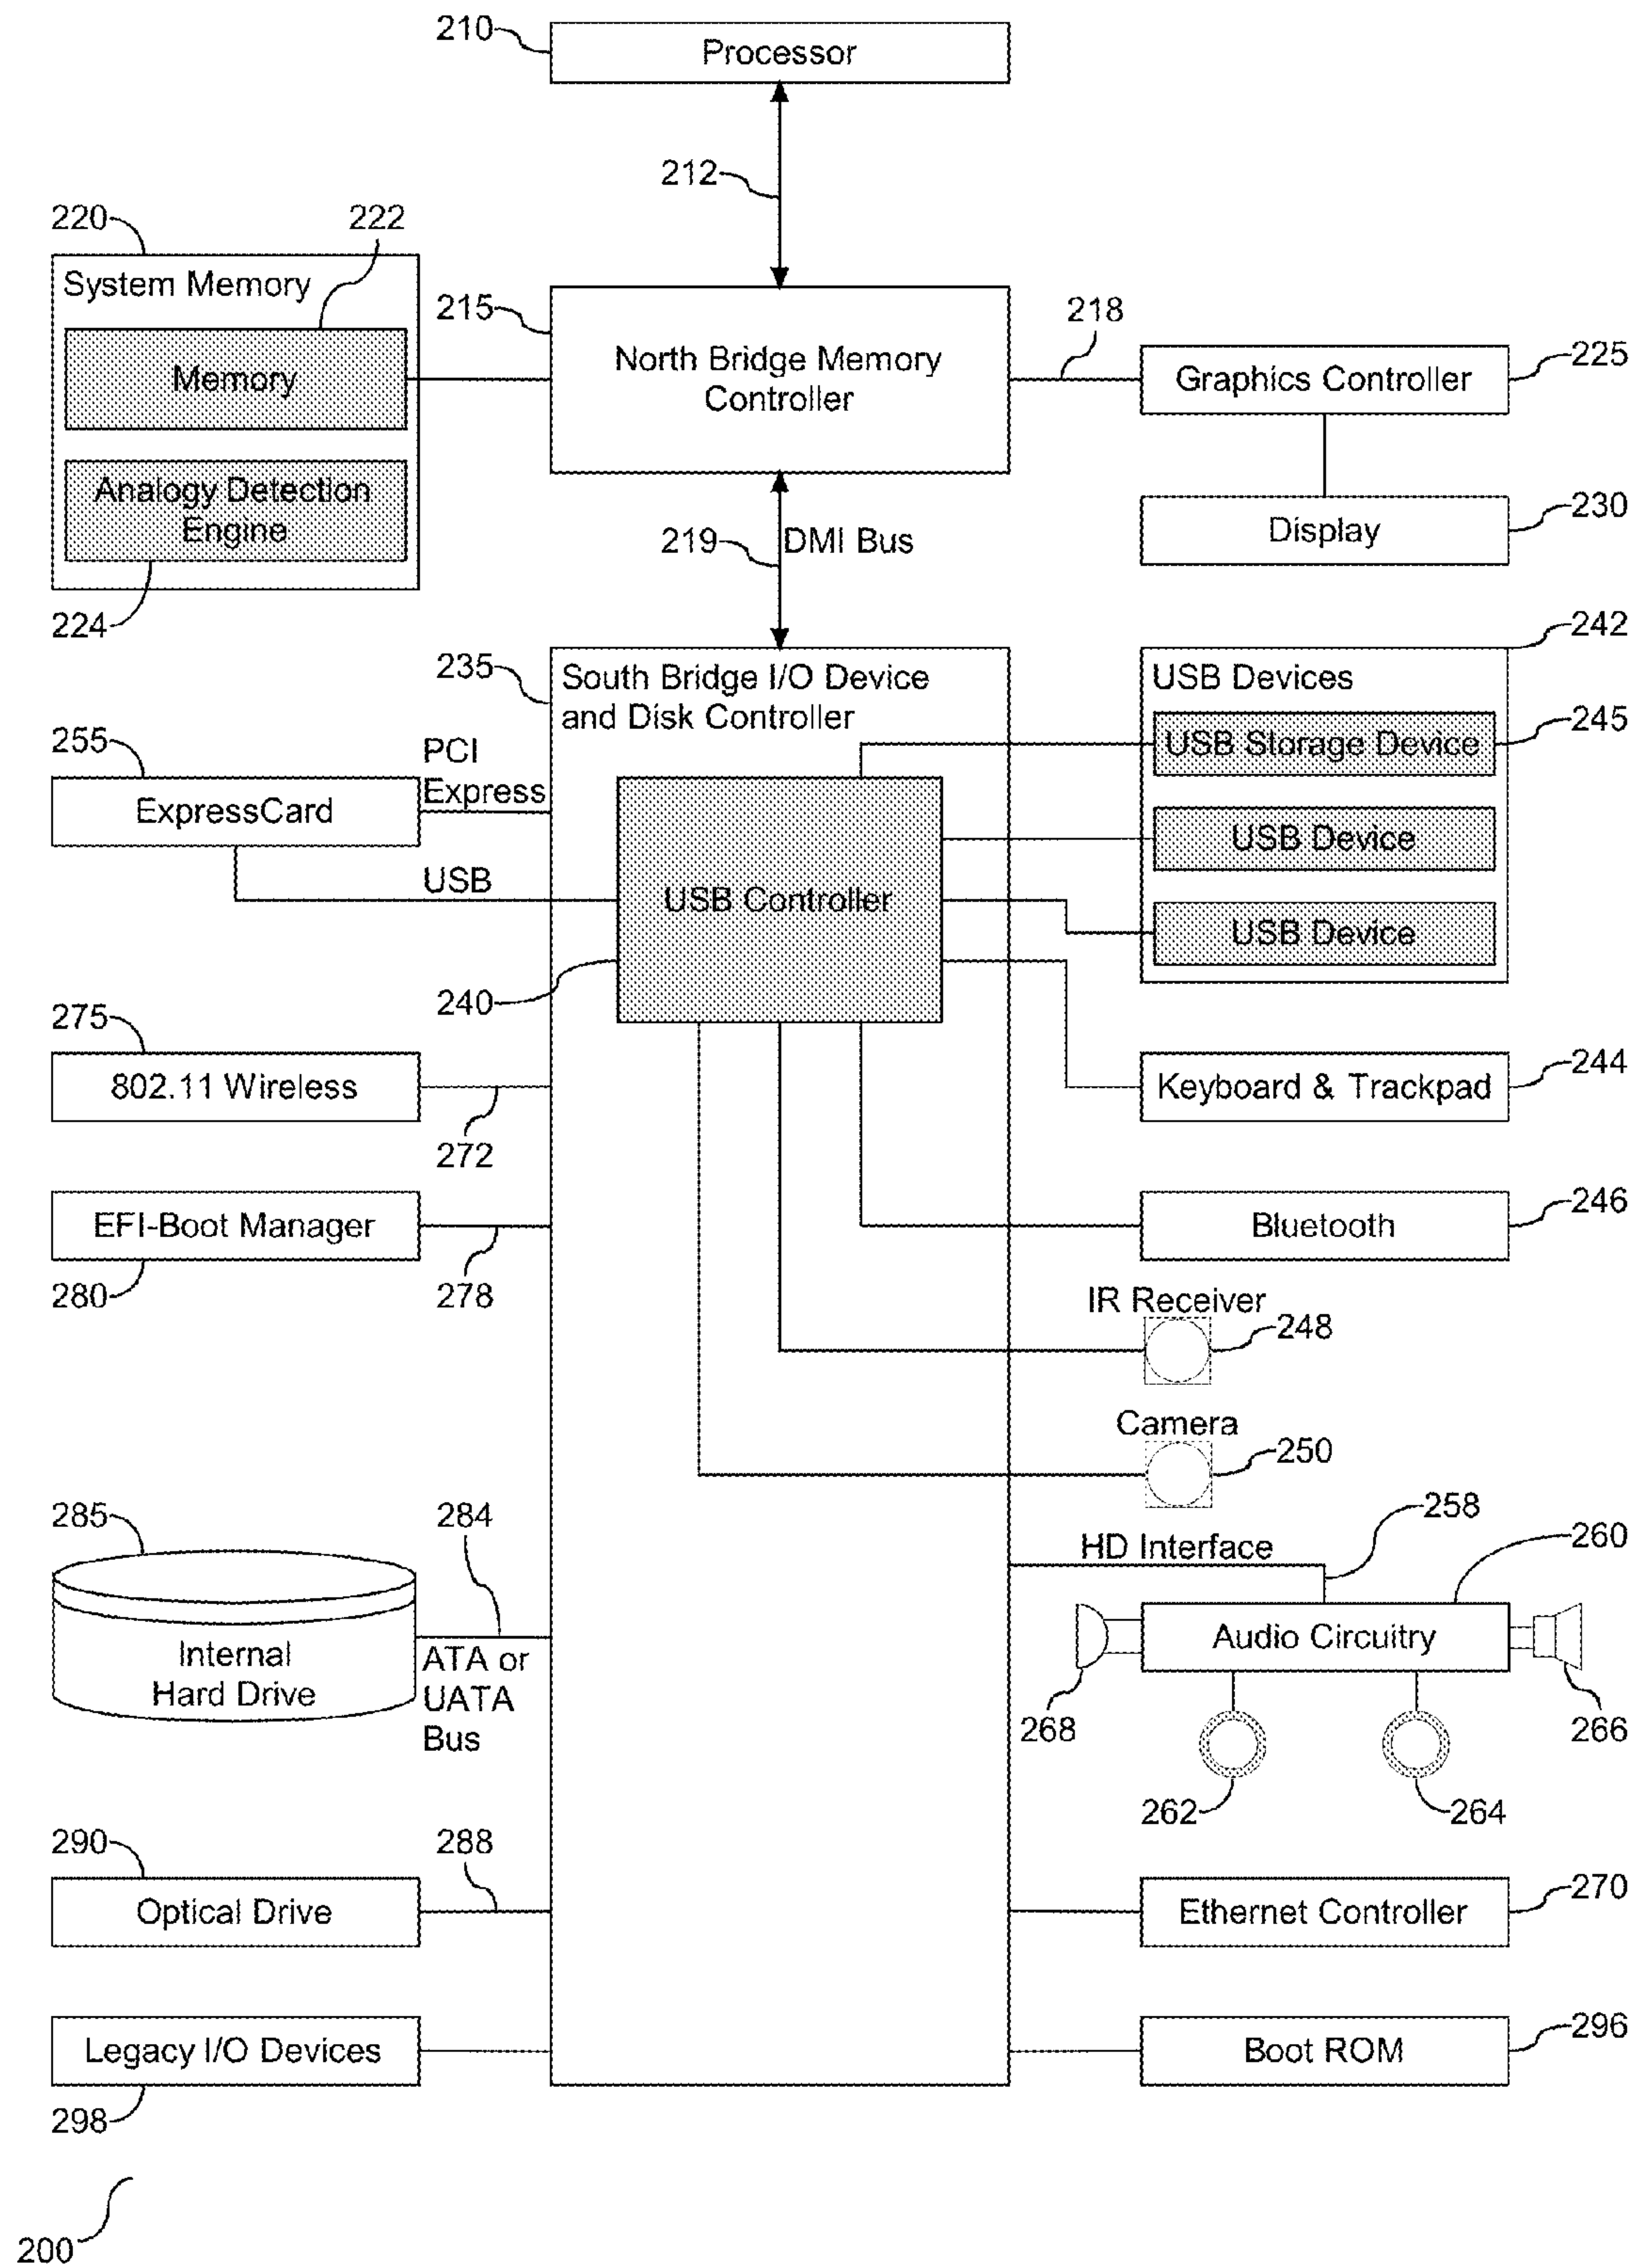 210
Processor
212
220
222
System Memory
Memory
Analogy Detection
Engine
224
215
North Bridge Memory
Controller
218
Graphics Controller
225
Display
230
219
DMI Bus
235
South Bridge I/O Device
and Disk Controller
242
USB Devices
USB Storage Device
245
USB Device
USB Device
255
ExpressCard
PCI
Express
USB
USB Controller
240
275
802.11 Wireless
272
Keyboard & Trackpad
244
EFI-Boot Manager
280
278
Bluetooth
246
IR Receiver
248
Camera
250
285
Internal
Hard Drive
284
ATA or
UATA
Bus
258
HD Interface
260
Audio Circuitry
268
266
262
264
290
Optical Drive
288
Ethernet Controller
270
Legacy I/O Devices
298
Boot ROM
296
200